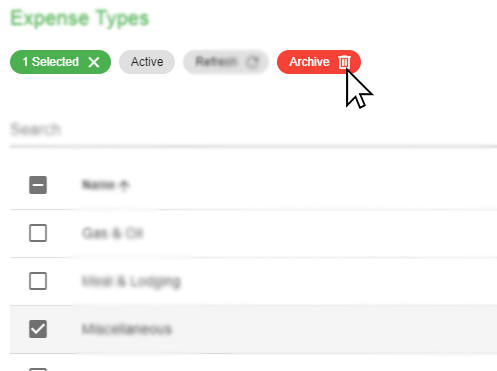 Expense Types
1 Selected Active Refresh Archive
Search
Name
Gas & Oil
Meal & Lodging
Miscellaneous